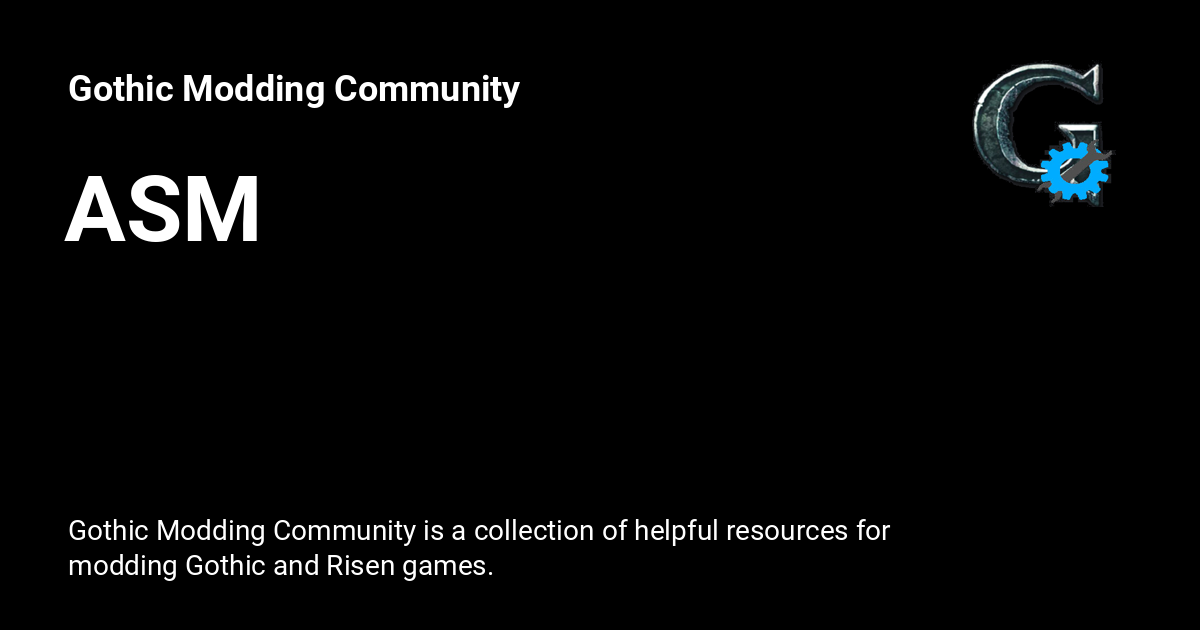 Gothic Modding Community
ASM
Gothic Modding Community is a collection of helpful resources for
modding Gothic and Risen games.